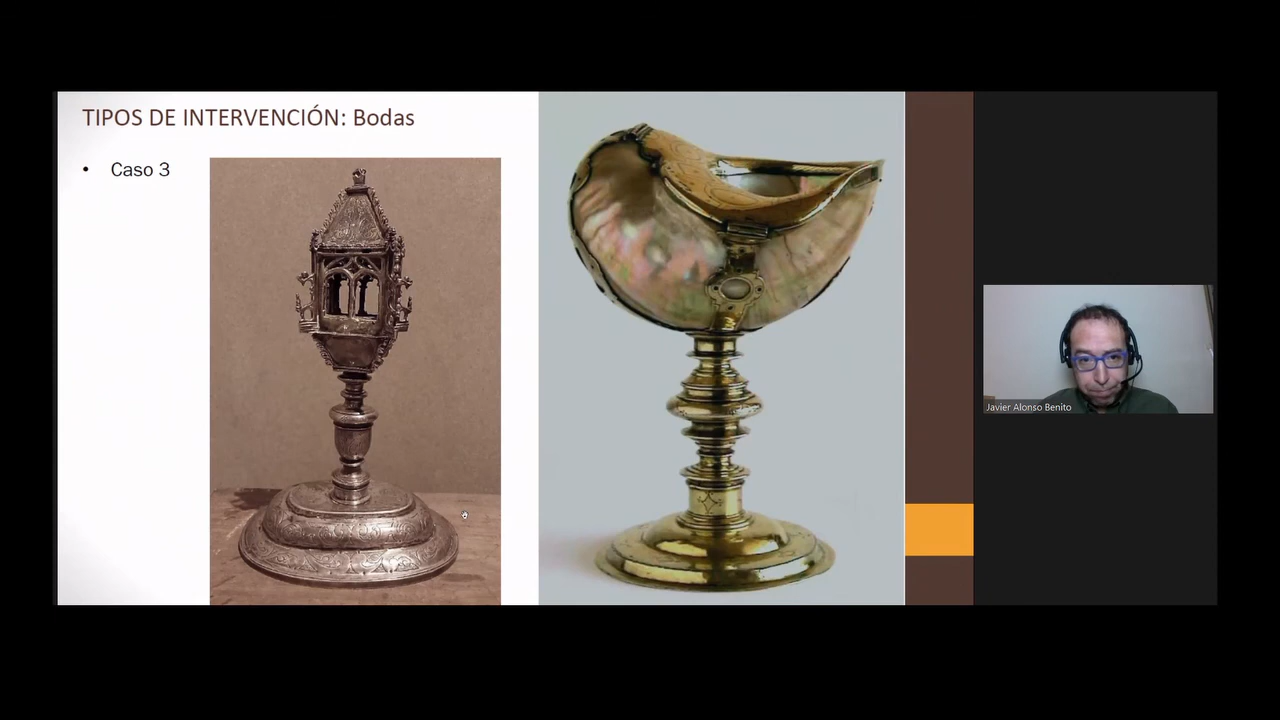 TIPOS DE INTERVENCIÓN: Bodas
• Caso 3
Javier Alonso Benito